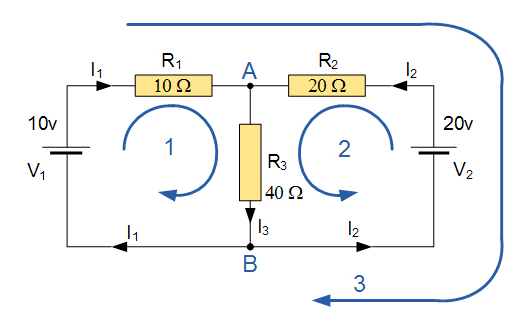 R₁
R₂
I₁
A
I₂
10 Ω
20 Ω
10v
20v
1
2
R₃
V₁
V₂
40 Ω
I₁
I₃
I₂
B
3